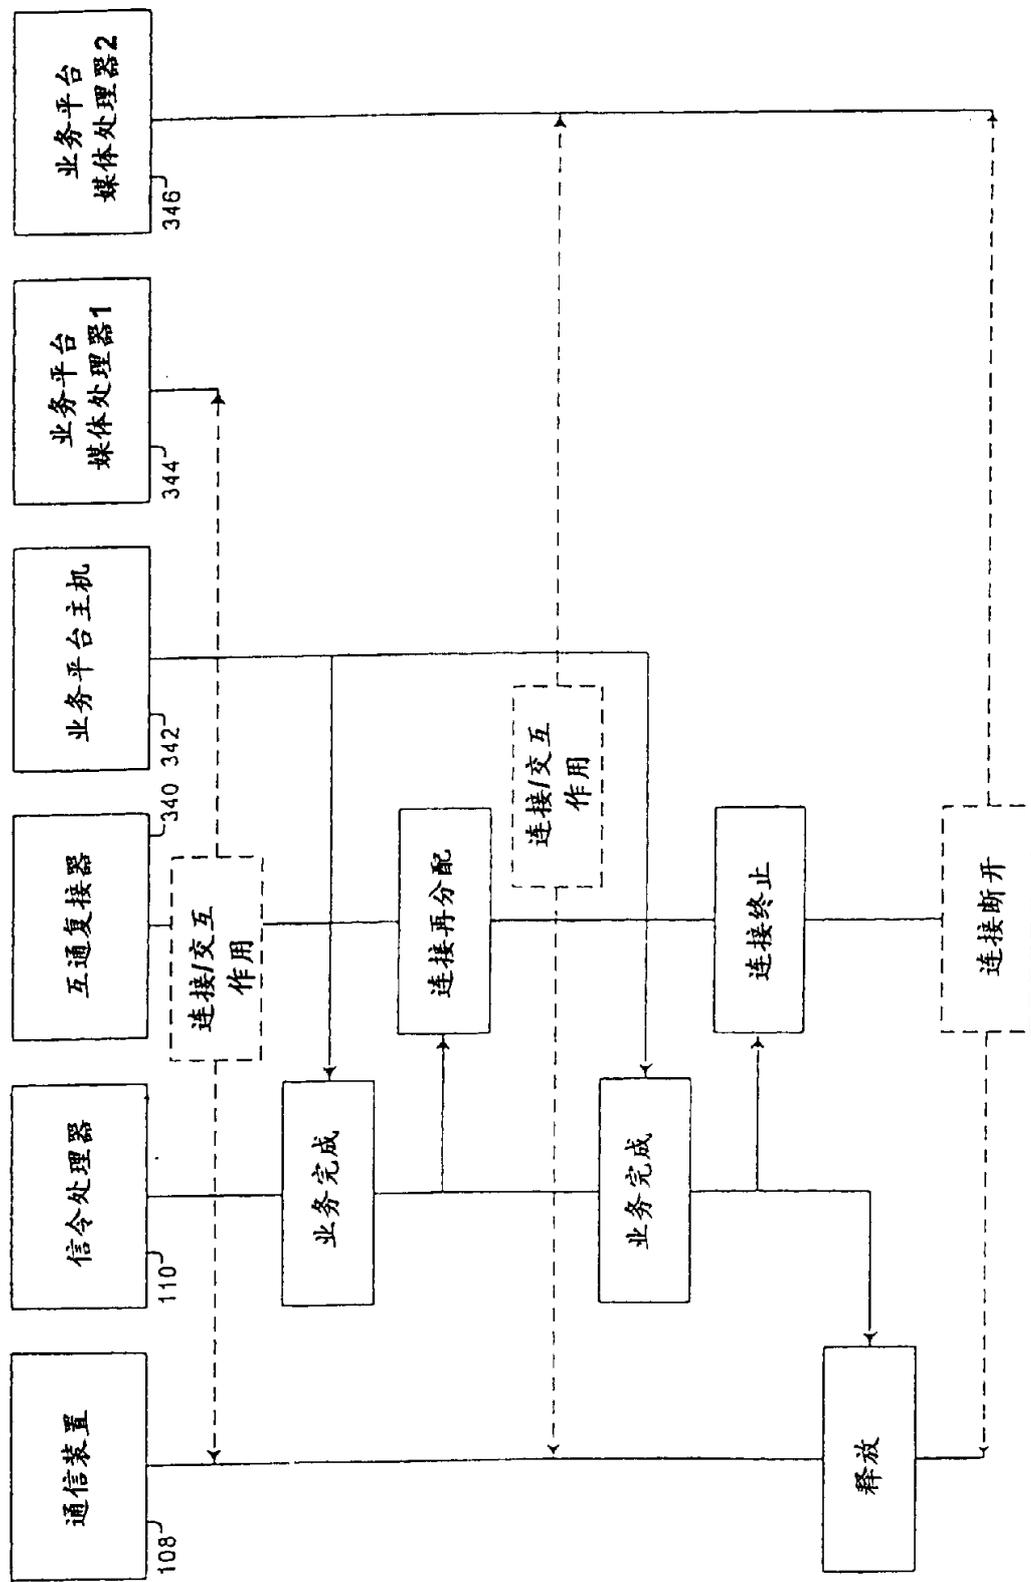 通信装置
108
信令处理器
110
互通复接器
340
业务平台主机
342
业务平台
媒体处理器1
344
业务平台
媒体处理器2
346
连接/交互
作用
业务完成
连接再分配
连接/交互
作用
业务完成
连接终止
释放
连接断开